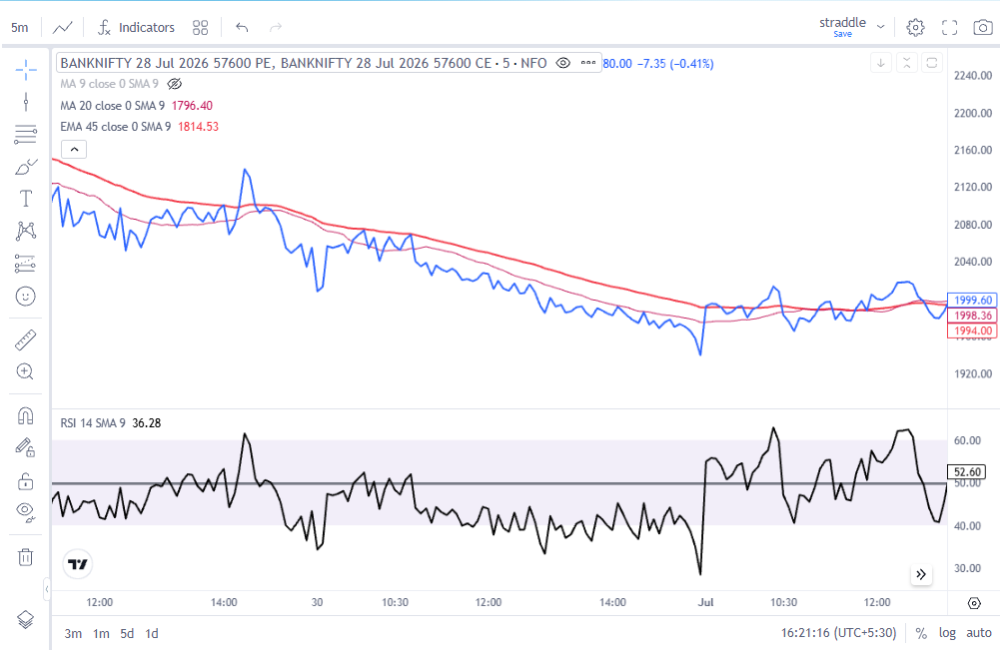 5m Indicators straddle Save
BANKNIFTY 28 Jul 2026 57600 PE, BANKNIFTY 28 Jul 2026 57600 CE · 5 · NFO 80.00 −7.35 (−0.41%)
MA 9 close 0 SMA 9
MA 20 close 0 SMA 9 1796.40
EMA 45 close 0 SMA 9 1814.53
2240.00
2200.00
2160.00
2120.00
2080.00
2040.00
1999.60
1998.36
1994.00
1920.00
RSI 14 SMA 9 36.28
60.00
52.60
50.00
40.00
30.00
12:00 14:00 30 10:30 12:00 14:00 Jul 10:30 12:00
3m 1m 5d 1d 16:21:16 (UTC+5:30) % log auto